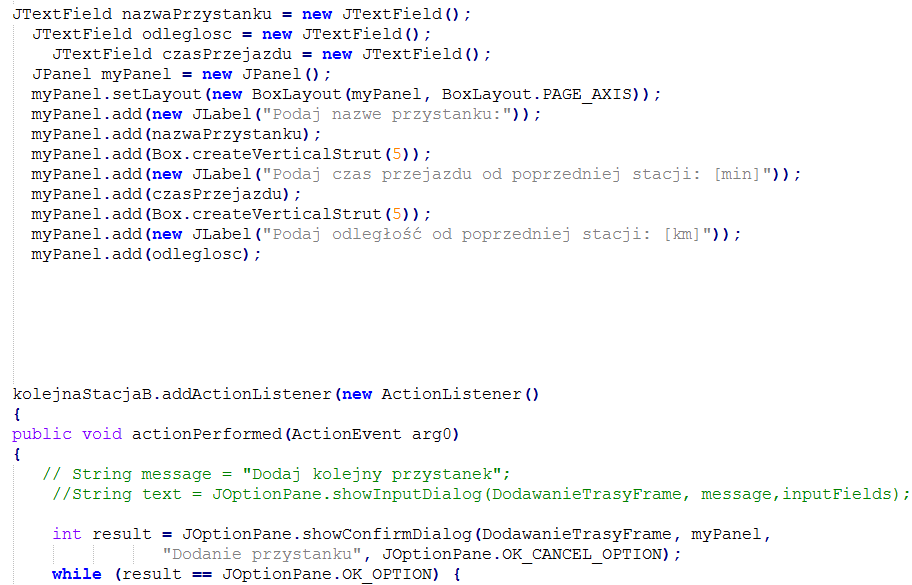 JTextField nazwaPrzystanku = new JTextField();
JTextField odleglosc = new JTextField();
JTextField czasPrzejazdu = new JTextField();
JPanel myPanel = new JPanel();
myPanel.setLayout(new BoxLayout(myPanel, BoxLayout.PAGE_AXIS));
myPanel.add(new JLabel("Podaj nazwe przystanku:"));
myPanel.add(nazwaPrzystanku);
myPanel.add(Box.createVerticalStrut(5));
myPanel.add(new JLabel("Podaj czas przejazdu od poprzedniej stacji: [min]"));
myPanel.add(czasPrzejazdu);
myPanel.add(Box.createVerticalStrut(5));
myPanel.add(new JLabel("Podaj odległość od poprzedniej stacji: [km]"));
myPanel.add(odleglosc);
kolejnaStacjaB.addActionListener(new ActionListener()
{
public void actionPerformed(ActionEvent arg0)
{
// String message = "Dodaj kolejny przystanek";
//String text = JOptionPane.showInputDialog(DodawanieTrasyFrame, message,inputFields);
int result = JOptionPane.showConfirmDialog(DodawanieTrasyFrame, myPanel,
"Dodanie przystanku", JOptionPane.OK_CANCEL_OPTION);
while (result == JOptionPane.OK_OPTION) {